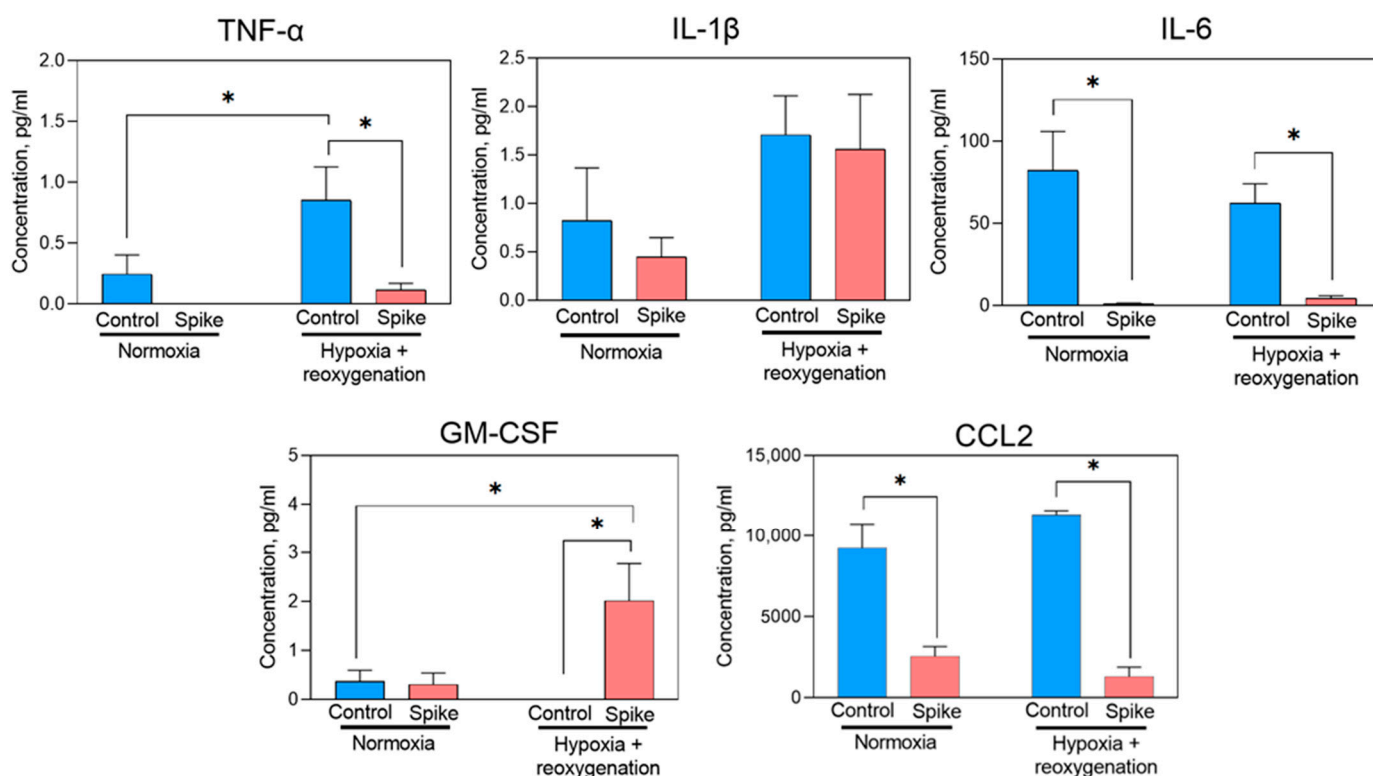 TNF-α
IL-1β
IL-6
Concentration, pg/ml
2.0
1.5
1.0
0.5
0.0
*
*
Control Spike Control Spike
Normoxia Hypoxia +
reoxygenation
Concentration, pg/ml
2.5
2.0
1.5
1.0
0.5
0.0
Control Spike Control Spike
Normoxia Hypoxia +
reoxygenation
Concentration, pg/ml
150
100
50
0
*
*
Control Spike Control Spike
Normoxia Hypoxia +
reoxygenation
GM-CSF
CCL2
Concentration, pg/ml
5
4
3
2
1
0
*
*
Control Spike Control Spike
Normoxia Hypoxia +
reoxygenation
Concentration, pg/ml
15,000
10,000
5000
0
*
*
Control Spike Control Spike
Normoxia Hypoxia +
reoxygenation